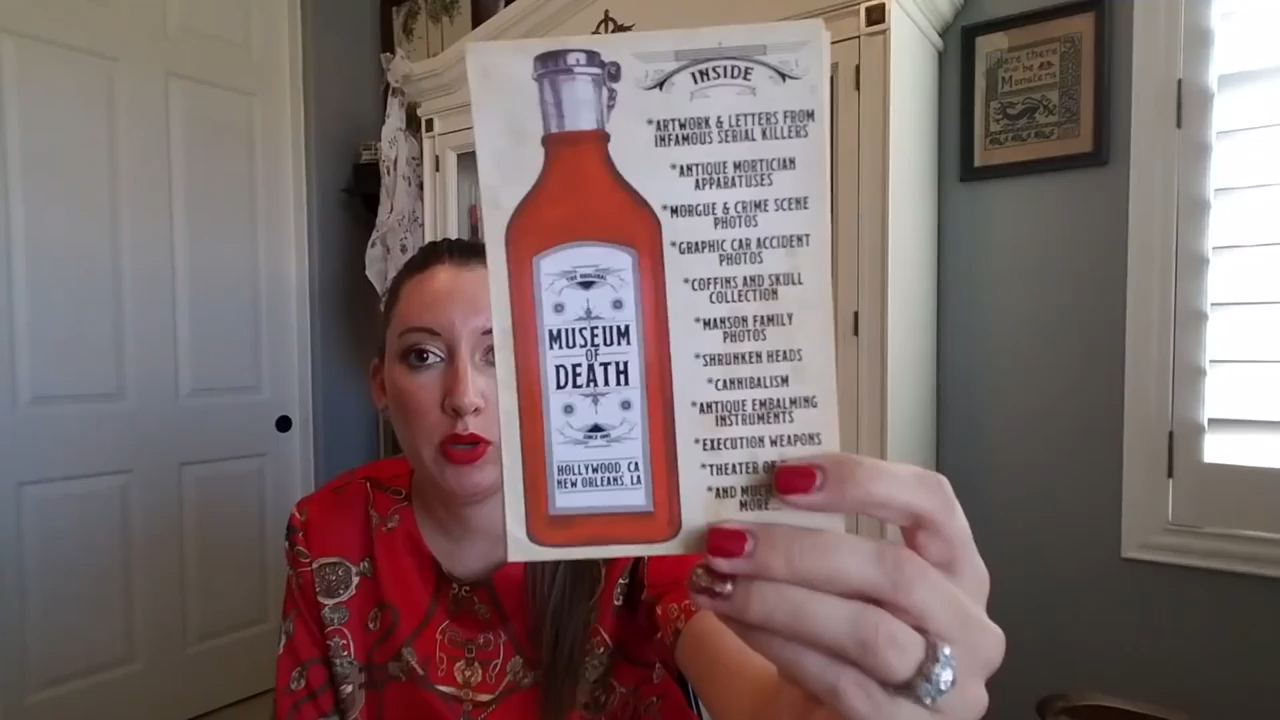 INSIDE
*ARTWORK & LETTERS FROM
INFAMOUS SERIAL KILLERS
*ANTIQUE MORTICIAN
APPARATUSES
*MORGUE & CRIME SCENE
PHOTOS
*GRAPHIC CAR ACCIDENT
PHOTOS
*COFFINS AND SKULL
COLLECTION
*MANSON FAMILY
PHOTOS
*SHRUNKEN HEADS
*CANNIBALISM
*ANTIQUE EMBALMING
INSTRUMENTS
*EXECUTION WEAPONS
*THEATER OF
*AND
MORE...
THE ORIGINAL
MUSEUM
OF
DEATH
HOLLYWOOD, CA
NEW ORLEANS, LA
Here there
be
Monsters